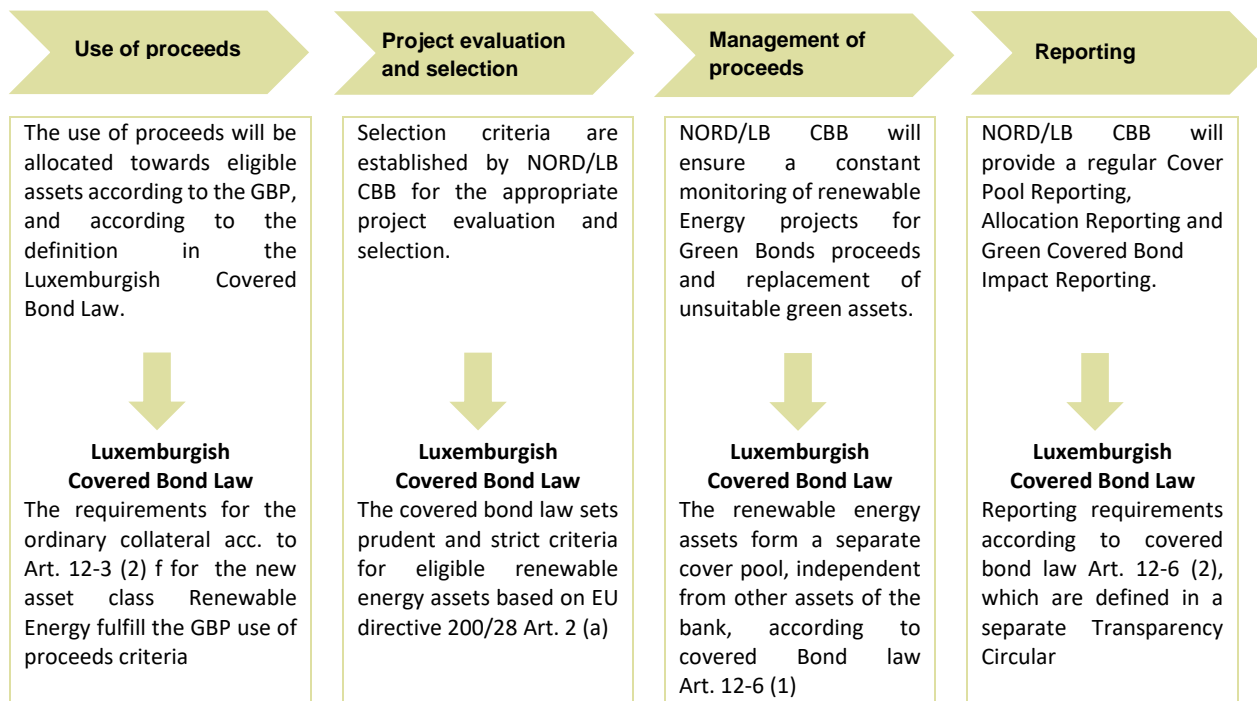 Use of proceeds
Project evaluation
and selection
Management of
proceeds
Reporting
The use of proceeds will be
allocated towards eligible
assets according to the GBP,
and according to the
definition in the
Luxemburgish Covered
Bond Law.
Luxemburgish
Covered Bond Law
The requirements for the
ordinary collateral acc. to
Art. 12-3 (2) f for the new
asset class Renewable
Energy fulfill the GBP use of
proceeds criteria
Selection criteria are
established by NORD/LB
CBB for the appropriate
project evaluation and
selection.
Luxemburgish
Covered Bond Law
The covered bond law sets
prudent and strict criteria
for eligible renewable
energy assets based on EU
directive 200/28 Art. 2 (a)
NORD/LB CBB will
ensure a constant
monitoring of renewable
Energy projects for
Green Bonds proceeds
and replacement of
unsuitable green assets.
Luxemburgish
Covered Bond Law
The renewable energy
assets form a separate
cover pool, independent
from other assets of the
bank, according to
covered Bond law
Art. 12-6 (1)
NORD/LB CBB will
provide a regular Cover
Pool Reporting,
Allocation Reporting and
Green Covered Bond
Impact Reporting.
Luxemburgish
Covered Bond Law
Reporting requirements
according to covered
bond law Art. 12-6 (2),
which are defined in a
separate Transparency
Circular